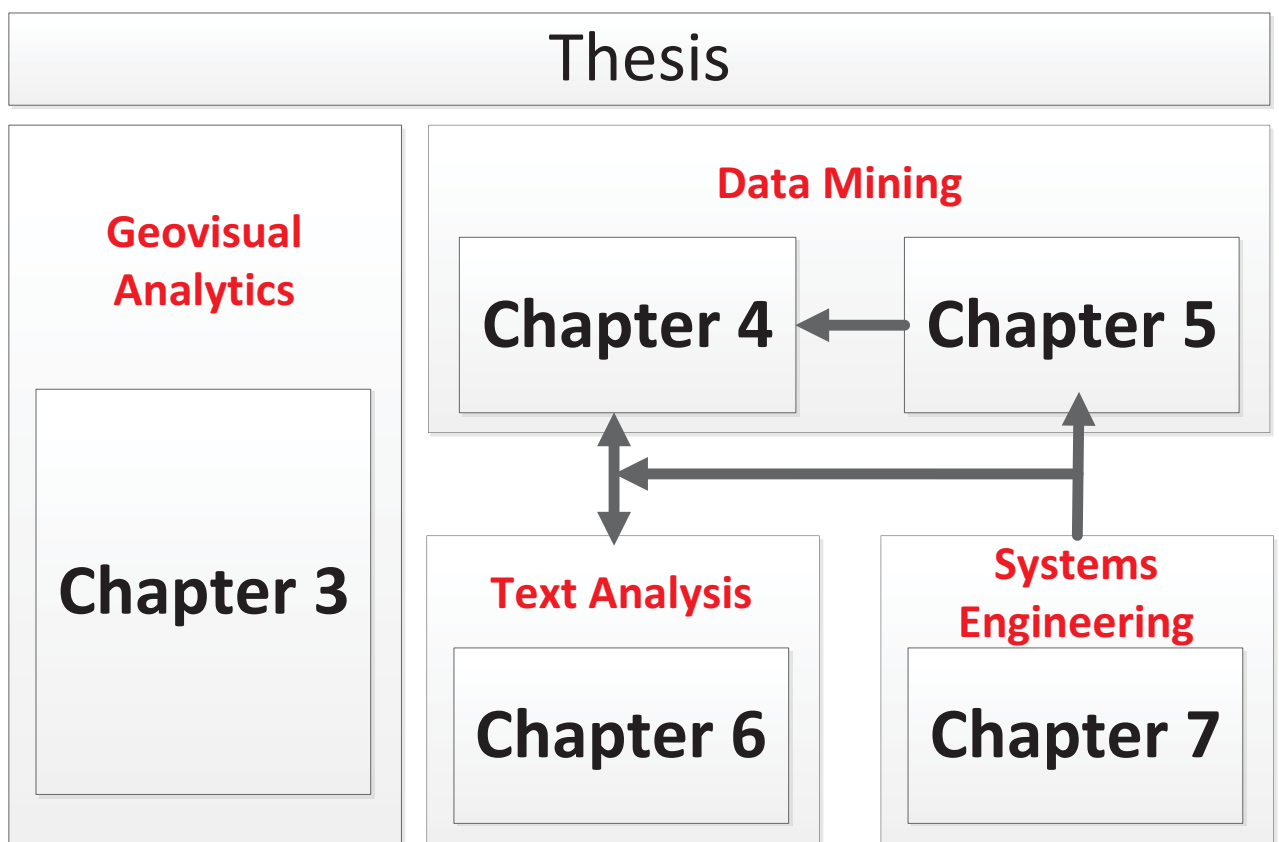 Thesis
Geovisual
Analytics
Chapter 3
Data Mining
Chapter 4
Chapter 5
Text Analysis
Chapter 6
Systems
Engineering
Chapter 7